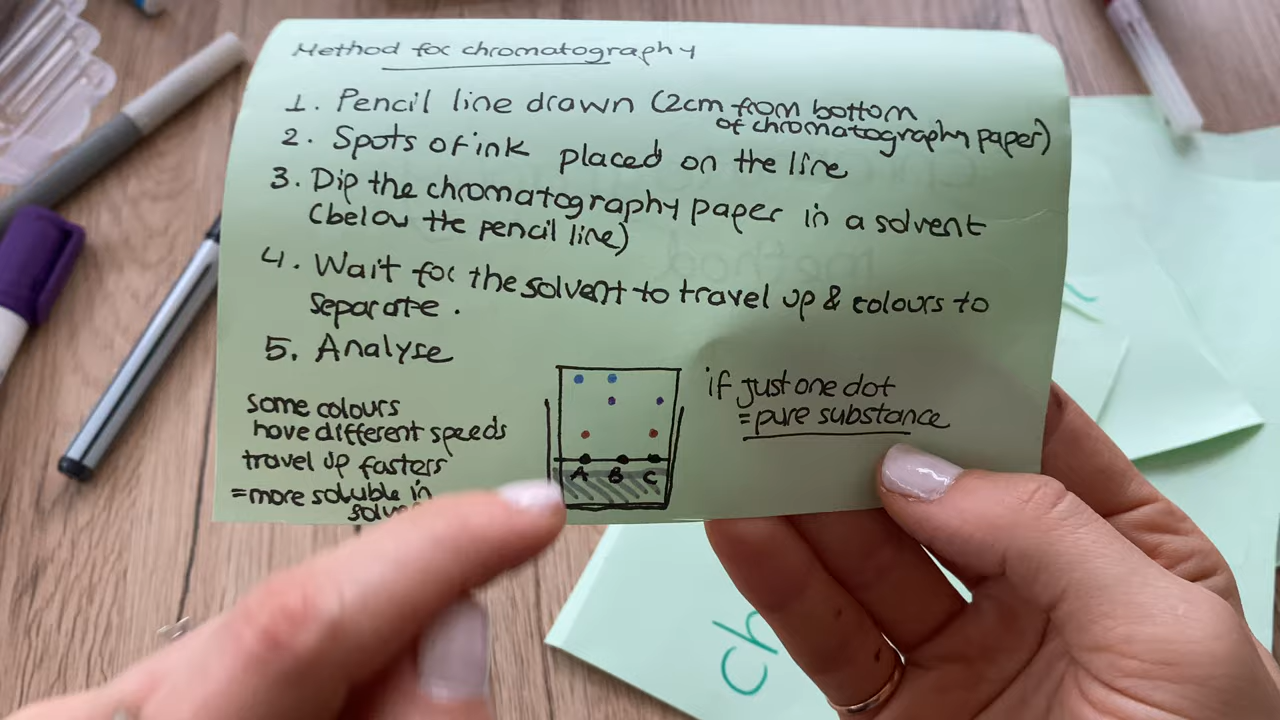 Method for chromatography
1. Pencil line drawn (2cm from bottom
of chromatography paper)
2. Spots of ink placed on the line
3. Dip the chromatography paper in a solvent
(below the pencil line)
4. Wait for the solvent to travel up & colours to
separate.
5. Analyse
some colours
have different speeds
travel up fasters
=more soluble in
if just one dot
=pure substance
A B C
Ch